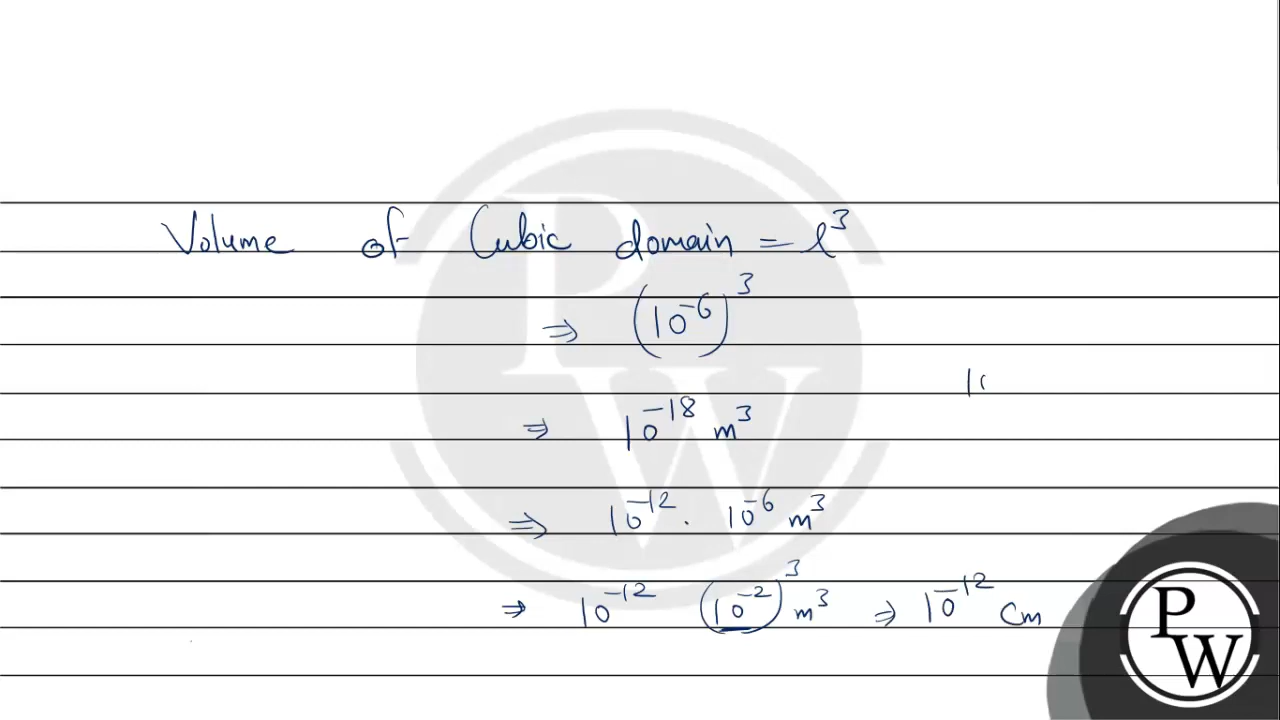 Volume of Cubic domain = l³
⇒ (10⁻⁶)³
10
⇒ 10⁻¹⁸ m³
⇒ 10⁻¹² · 10⁻⁶ m³
⇒ 10⁻¹² (10⁻²)³ m³ ⇒ 10⁻¹² cm
P
W
P
W